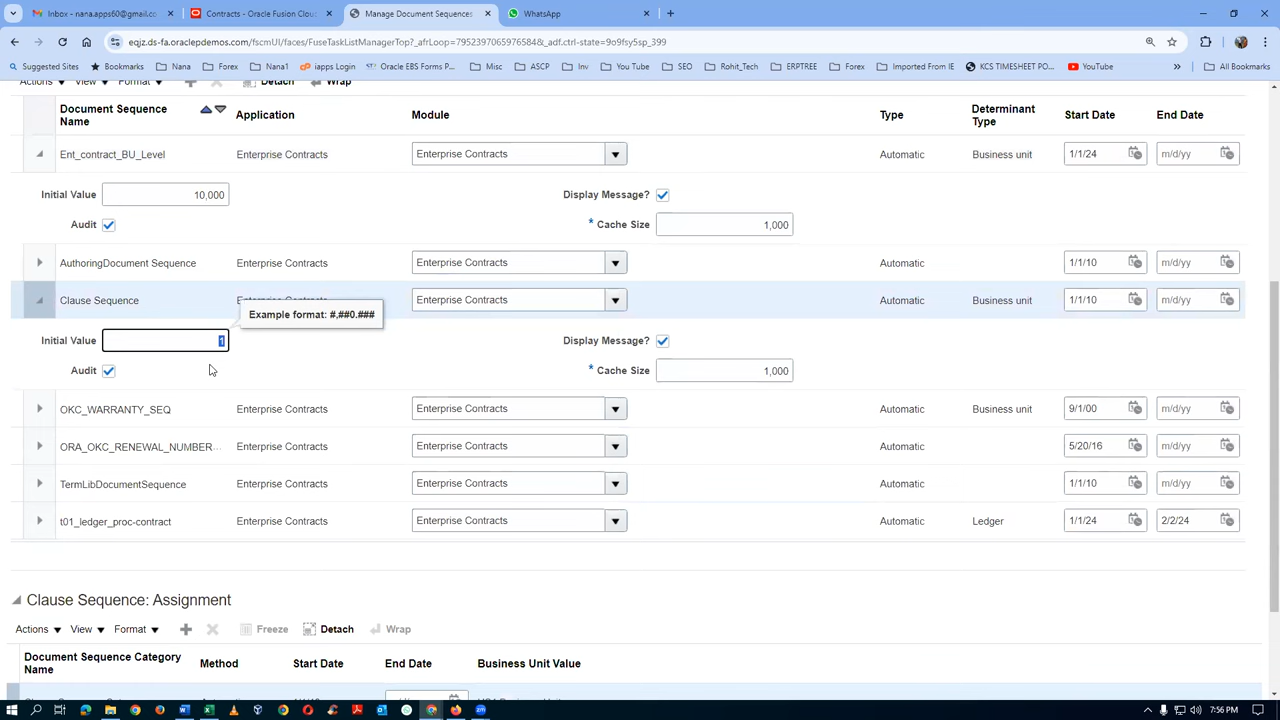 Inbox - nana.apps60@gmail.co
Contracts - Oracle Fusion Cloud
Manage Document Sequences
WhatsApp
eqjz.ds-fa.oraclepdemos.com/fscmUI/faces/FuseTaskListManagerTop?_afrLoop=79523970659765​84&_adf.ctrl-state=9o9fsy5sp_399
Suggested Sites
Bookmarks
Nana
Forex
Nana1
iapps Login
Oracle EBS Forms P...
Misc
ASCP
Inv
You Tube
SEO
Rohit_Tech
ERPTREE
Forex
Imported From IE
KCS TIMESHEET PO...
YouTube
All Bookmarks
Actions View Format Detach Wrap
Document Sequence Name Application Module Type Determinant Type Start Date End Date
Ent_contract_BU_Level Enterprise Contracts Enterprise Contracts Automatic Business unit 1/1/24 m/d/yy
Initial Value 10,000 Display Message?
Audit * Cache Size 1,000
AuthoringDocument Sequence Enterprise Contracts Enterprise Contracts Automatic 1/1/10 m/d/yy
Clause Sequence Enterprise Contracts Enterprise Contracts Automatic Business unit 1/1/10 m/d/yy
Example format: #,##0.###
Initial Value 1 Display Message?
Audit * Cache Size 1,000
OKC_WARRANTY_SEQ Enterprise Contracts Enterprise Contracts Automatic Business unit 9/1/00 m/d/yy
ORA_OKC_RENEWAL_NUMBER... Enterprise Contracts Enterprise Contracts Automatic 5/20/16 m/d/yy
TermLibDocumentSequence Enterprise Contracts Enterprise Contracts Automatic 1/1/10 m/d/yy
t01_ledger_proc-contract Enterprise Contracts Enterprise Contracts Automatic Ledger 1/1/24 2/2/24
Clause Sequence: Assignment
Actions View Format Freeze Detach Wrap
Document Sequence Category Name Method Start Date End Date Business Unit Value
7:56 PM